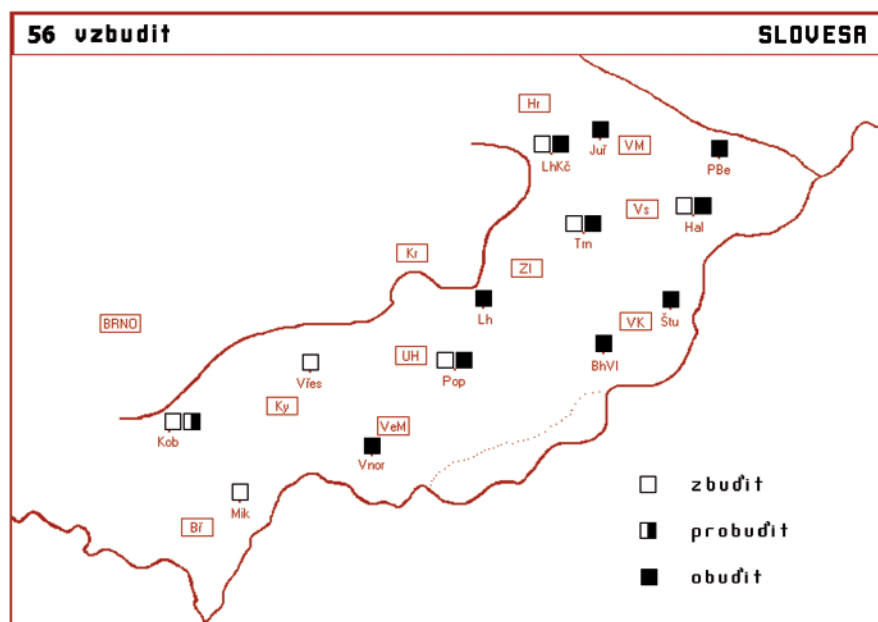 56 vzbudit SLOVESA
Hr
Juř
VM
LhKč
PBe
Vs
Trn
Hal
Kr
Zl
Lh
BRNO
VK
Štu
UH
BhVl
Vřes
Pop
Ky
VeM
Kob
Vnor
Mik
Bř
zbuďit
probuďit
obuďit